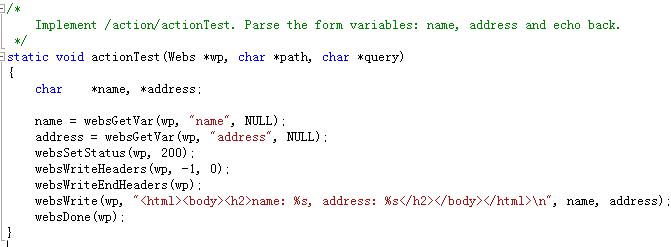 /*
    Implement /action/actionTest. Parse the form variables: name, address and echo back.
 */
static void actionTest(Webs *wp, char *path, char *query)
{
    char    *name, *address;

    name = websGetVar(wp, "name", NULL);
    address = websGetVar(wp, "address", NULL);
    websSetStatus(wp, 200);
    websWriteHeaders(wp, -1, 0);
    websWriteEndHeaders(wp);
    websWrite(wp, "<html><body><h2>name: %s, address: %s</h2></body></html>\n", name, address);
    websDone(wp);
}